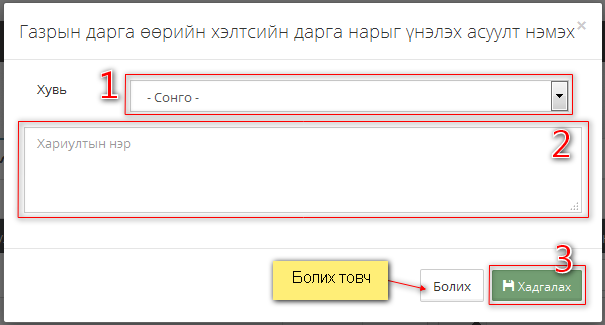 Газрын дарга өөрийн хэлтсийн дарга нарыг үнэлэх асуулт нэмэх ×
Хувь 1 - Сонго -
Хариултын нэр 2
3
Болих товч Болих Хадгалах